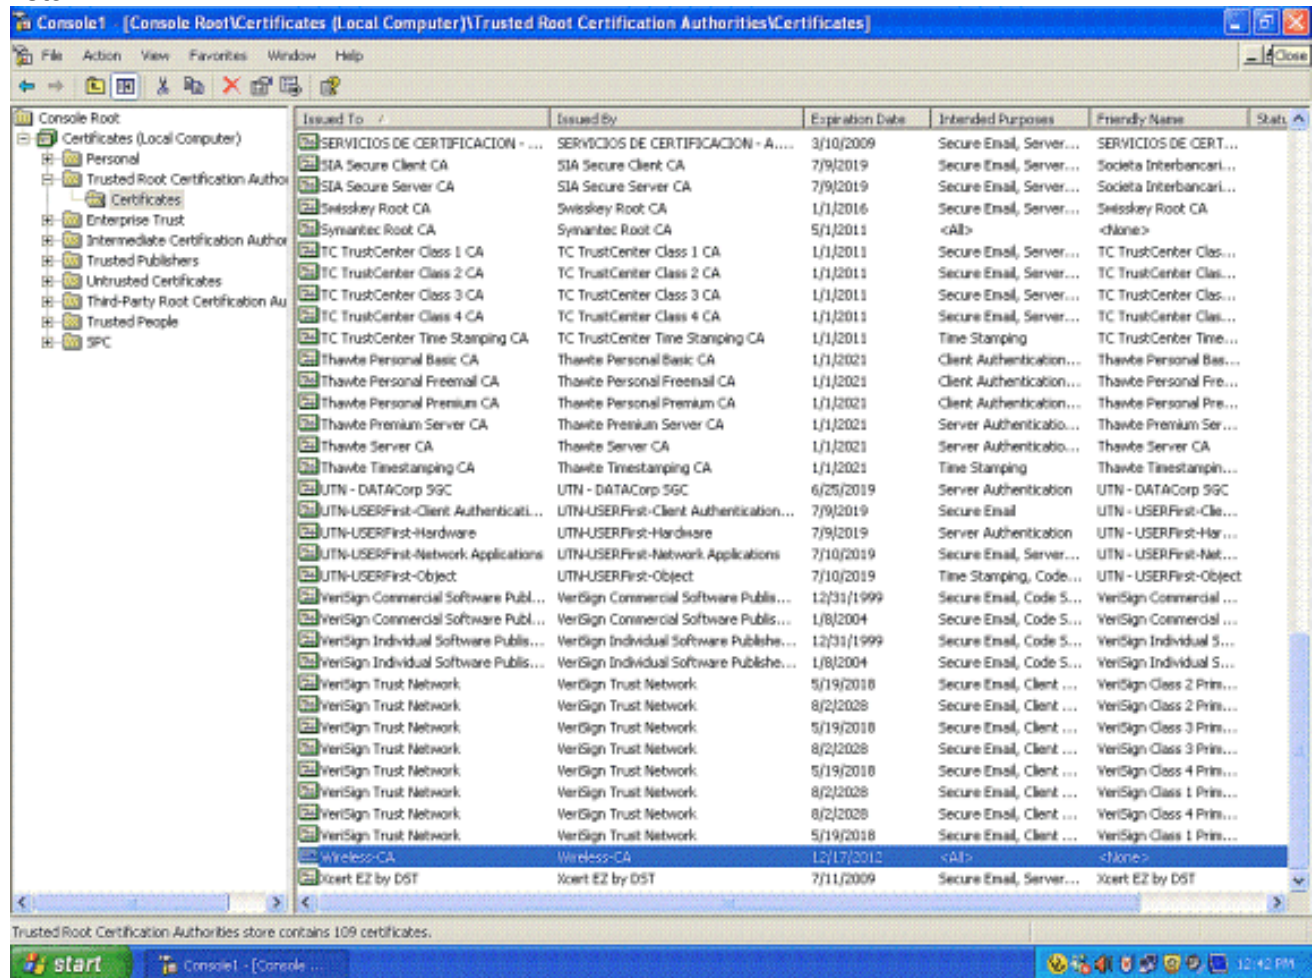 Console1 - [Console Root\Certificates (Local Computer)\Trusted Root Certification Authorities\Certificates]
File Action View Favorites Window Help
Close
Console Root
Certificates (Local Computer)
Personal
Trusted Root Certification Author
Certificates
Enterprise Trust
Intermediate Certification Author
Trusted Publishers
Untrusted Certificates
Third-Party Root Certification Au
Trusted People
SPC
Issued To Issued By Expiration Date Intended Purposes Friendly Name Statu
SERVICIOS DE CERTIFICACION - ... SERVICIOS DE CERTIFICACION - A.... 3/10/2009 Secure Email, Server... SERVICIOS DE CERT...
SIA Secure Client CA SIA Secure Client CA 7/9/2019 Secure Email, Server... Societa Interbancari...
SIA Secure Server CA SIA Secure Server CA 7/9/2019 Secure Email, Server... Societa Interbancari...
Swisskey Root CA Swisskey Root CA 1/1/2016 Secure Email, Server... Swisskey Root CA
Symantec Root CA Symantec Root CA 5/1/2011 <All> <None>
TC TrustCenter Class 1 CA TC TrustCenter Class 1 CA 1/1/2011 Secure Email, Server... TC TrustCenter Clas...
TC TrustCenter Class 2 CA TC TrustCenter Class 2 CA 1/1/2011 Secure Email, Server... TC TrustCenter Clas...
TC TrustCenter Class 3 CA TC TrustCenter Class 3 CA 1/1/2011 Secure Email, Server... TC TrustCenter Clas...
TC TrustCenter Class 4 CA TC TrustCenter Class 4 CA 1/1/2011 Secure Email, Server... TC TrustCenter Clas...
TC TrustCenter Time Stamping CA TC TrustCenter Time Stamping CA 1/1/2011 Time Stamping TC TrustCenter Time...
Thawte Personal Basic CA Thawte Personal Basic CA 1/1/2021 Client Authentication... Thawte Personal Bas...
Thawte Personal Freemail CA Thawte Personal Freemail CA 1/1/2021 Client Authentication... Thawte Personal Fre...
Thawte Personal Premium CA Thawte Personal Premium CA 1/1/2021 Client Authentication... Thawte Personal Pre...
Thawte Premium Server CA Thawte Premium Server CA 1/1/2021 Server Authenticatio... Thawte Premium Ser...
Thawte Server CA Thawte Server CA 1/1/2021 Server Authenticatio... Thawte Server CA
Thawte Timestamping CA Thawte Timestamping CA 1/1/2021 Time Stamping Thawte Timestampin...
UTN - DATACorp SGC UTN - DATACorp SGC 6/25/2019 Server Authentication UTN - DATACorp SGC
UTN-USERFirst-Client Authenticati... UTN-USERFirst-Client Authentication... 7/9/2019 Secure Email UTN - USERFirst-Clie...
UTN-USERFirst-Hardware UTN-USERFirst-Hardware 7/9/2019 Server Authentication UTN - USERFirst-Har...
UTN-USERFirst-Network Applications UTN-USERFirst-Network Applications 7/10/2019 Secure Email, Server... UTN - USERFirst-Net...
UTN-USERFirst-Object UTN-USERFirst-Object 7/10/2019 Time Stamping, Code... UTN - USERFirst-Object
VeriSign Commercial Software Publ... VeriSign Commercial Software Publis... 12/31/1999 Secure Email, Code S... VeriSign Commercial ...
VeriSign Commercial Software Publ... VeriSign Commercial Software Publis... 1/8/2004 Secure Email, Code S... VeriSign Commercial ...
VeriSign Individual Software Publis... VeriSign Individual Software Publishe... 12/31/1999 Secure Email, Code S... VeriSign Individual S...
VeriSign Individual Software Publis... VeriSign Individual Software Publishe... 1/8/2004 Secure Email, Code S... VeriSign Individual S...
VeriSign Trust Network VeriSign Trust Network 5/19/2018 Secure Email, Client ... VeriSign Class 2 Prim...
VeriSign Trust Network VeriSign Trust Network 8/2/2028 Secure Email, Client ... VeriSign Class 2 Prim...
VeriSign Trust Network VeriSign Trust Network 5/19/2018 Secure Email, Client ... VeriSign Class 3 Prim...
VeriSign Trust Network VeriSign Trust Network 8/2/2028 Secure Email, Client ... VeriSign Class 3 Prim...
VeriSign Trust Network VeriSign Trust Network 5/19/2018 Secure Email, Client ... VeriSign Class 4 Prim...
VeriSign Trust Network VeriSign Trust Network 8/2/2028 Secure Email, Client ... VeriSign Class 1 Prim...
VeriSign Trust Network VeriSign Trust Network 8/2/2028 Secure Email, Client ... VeriSign Class 4 Prim...
VeriSign Trust Network VeriSign Trust Network 5/19/2018 Secure Email, Client ... VeriSign Class 1 Prim...
Wireless-CA Wireless-CA 12/17/2012 <All> <None>
Xcert EZ by DST Xcert EZ by DST 7/11/2009 Secure Email, Server... Xcert EZ by DST
Trusted Root Certification Authorities store contains 109 certificates.
start Console1 - [Console ... 12:42 PM